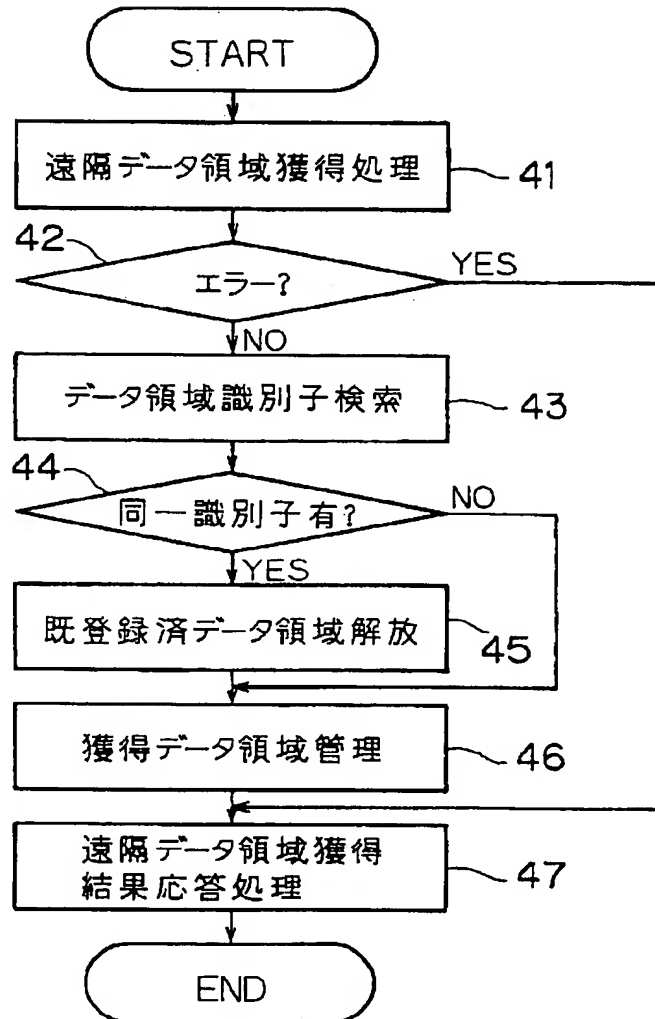 START
遠隔データ領域獲得処理
41
42
エラー?
YES
NO
データ領域識別子検索
43
44
同一識別子有?
NO
YES
既登録済データ領域解放
45
獲得データ領域管理
46
遠隔データ領域獲得
結果応答処理
47
END